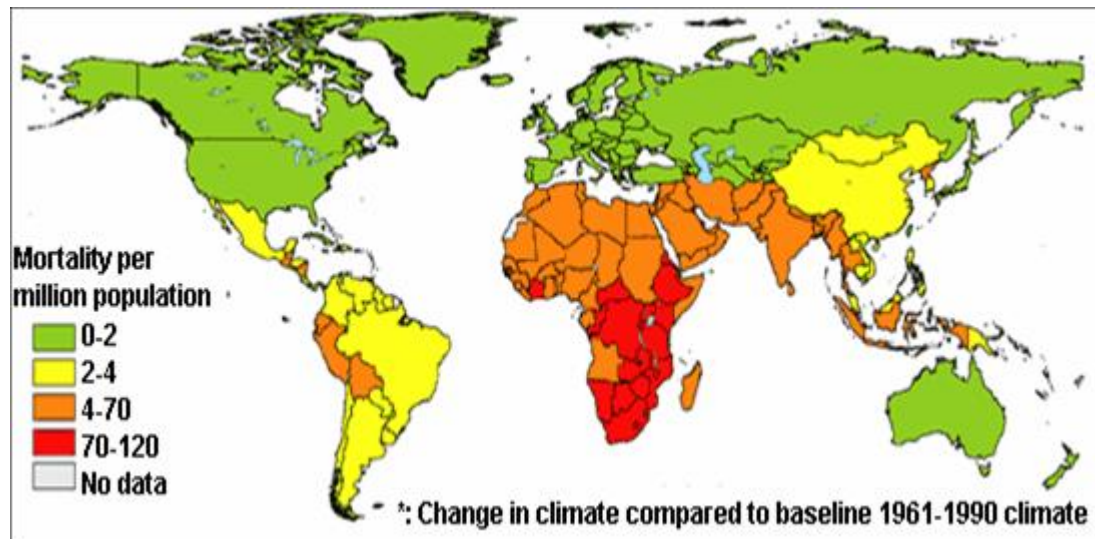 Mortality per
million population
0-2
2-4
4-70
70-120
No data
*: Change in climate compared to baseline 1961-1990 climate